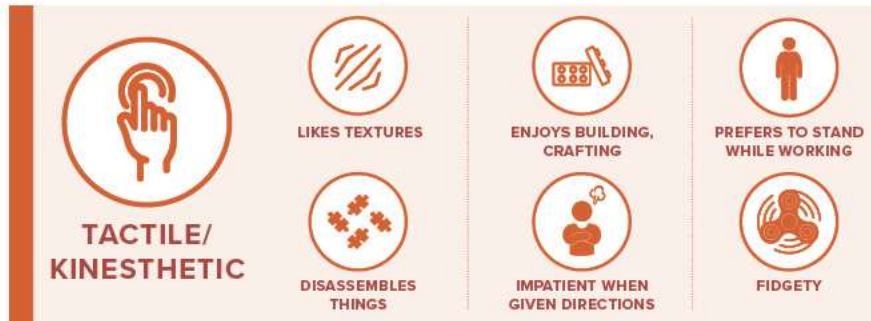 TACTILE/
KINESTHETIC
LIKES TEXTURES
ENJOYS BUILDING,
CRAFTING
PREFERS TO STAND
WHILE WORKING
DISASSEMBLES
THINGS
IMPATIENT WHEN
GIVEN DIRECTIONS
FIDGETY